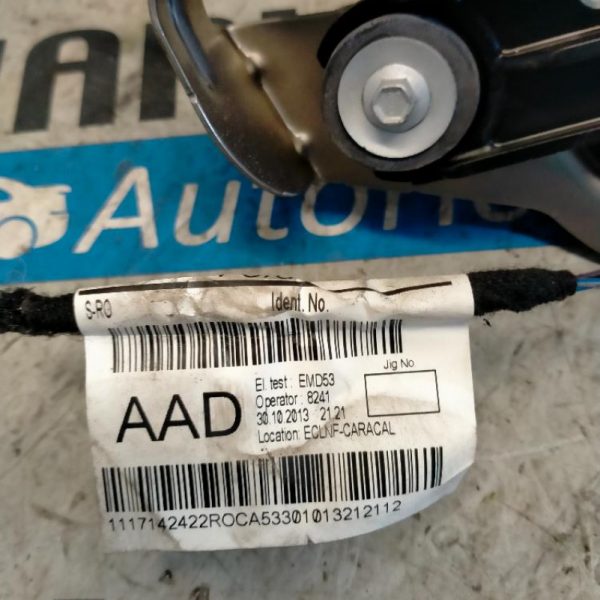 S-RO Ident. No.
AAD
El. test : EMD53
Operator : 8241
30.10.2013 21:21
Location: ECLNF-CARACAL
Jig No
1117142422ROCA53301013212112